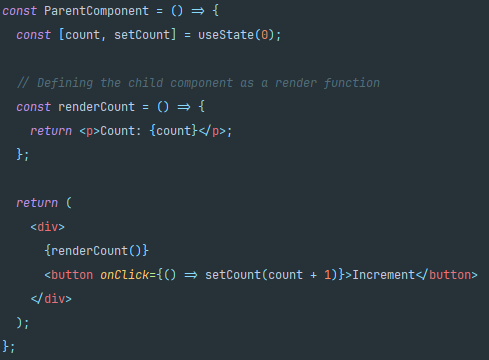 const ParentComponent = () => {
  const [count, setCount] = useState(0);

  // Defining the child component as a render function
  const renderCount = () => {
    return <p>Count: {count}</p>;
  };

  return (
    <div>
      {renderCount()}
      <button onClick={() => setCount(count + 1)}>Increment</button>
    </div>
  );
};